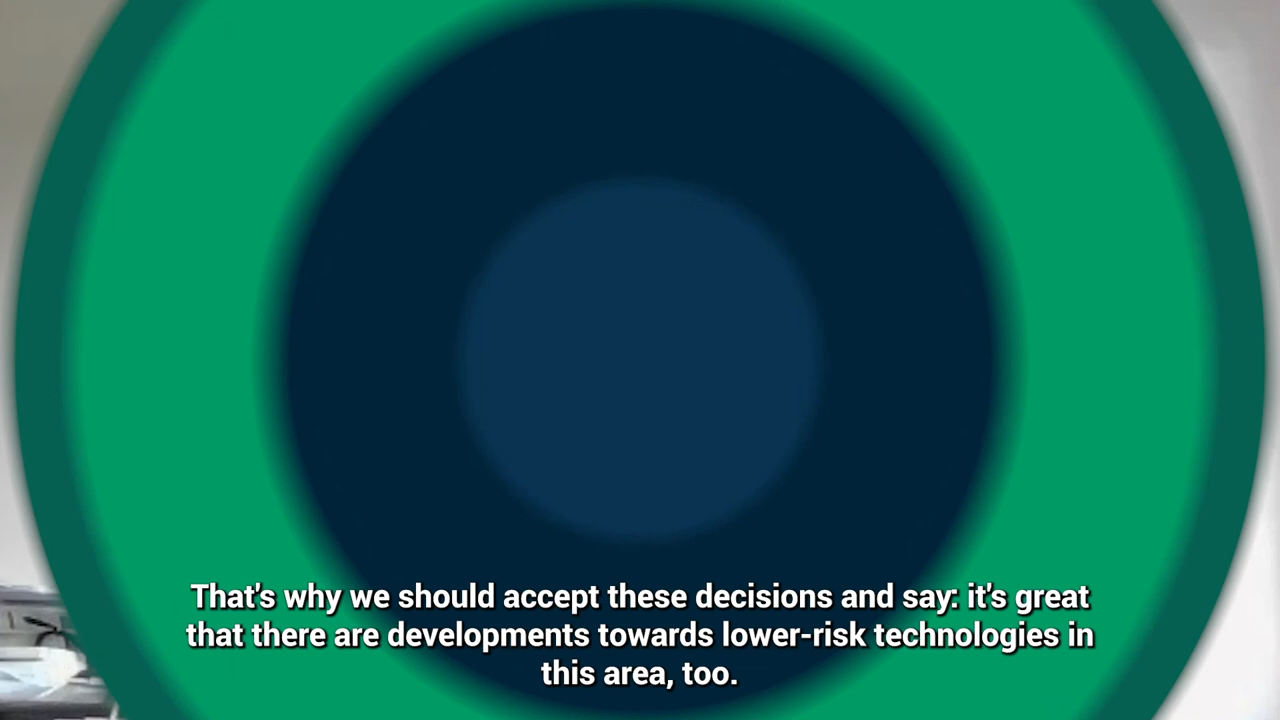 That's why we should accept these decisions and say: it's great
that there are developments towards lower-risk technologies in
this area, too.